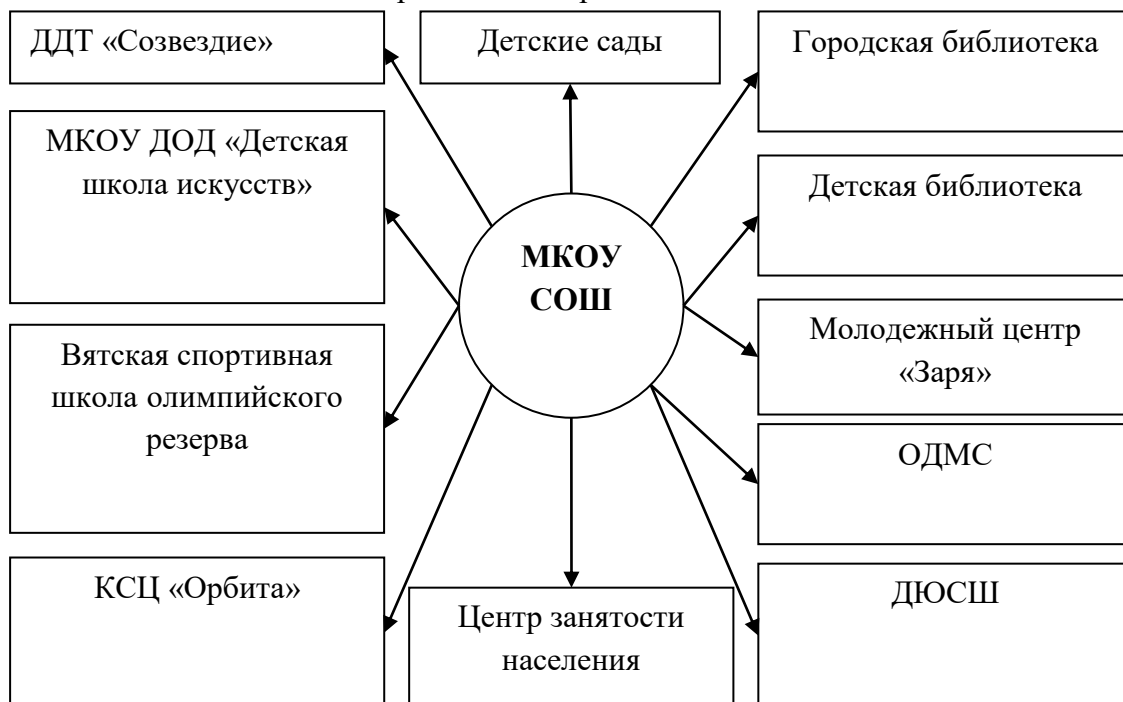 ДДТ «Созвездие»
Детские сады
Городская библиотека
МКОУ ДОД «Детская
школа искусств»
Детская библиотека
МКОУ
СОШ
Молодежный центр
«Заря»
Вятская спортивная
школа олимпийского
резерва
ОДМС
КСЦ «Орбита»
Центр занятости
населения
ДЮСШ